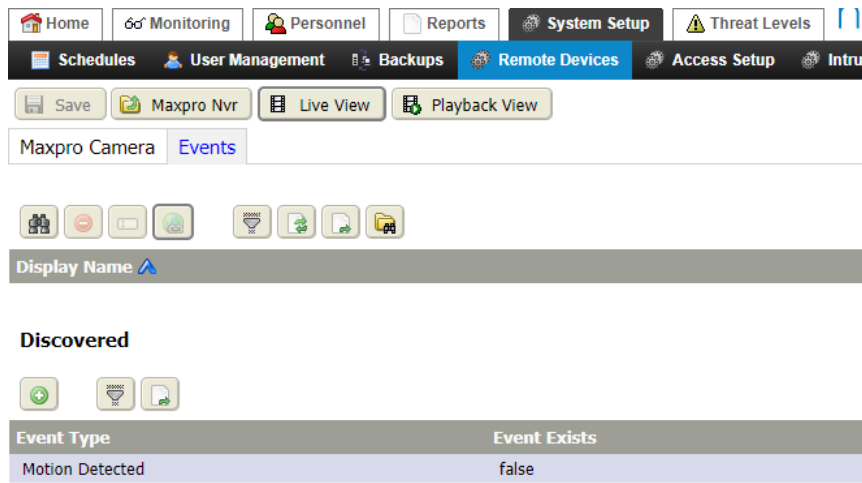 Home Monitoring Personnel Reports System Setup Threat Levels
Schedules User Management Backups Remote Devices Access Setup Intru
Save Maxpro Nvr Live View Playback View
Maxpro Camera Events
Display Name
Discovered
Event Type Event Exists
Motion Detected false